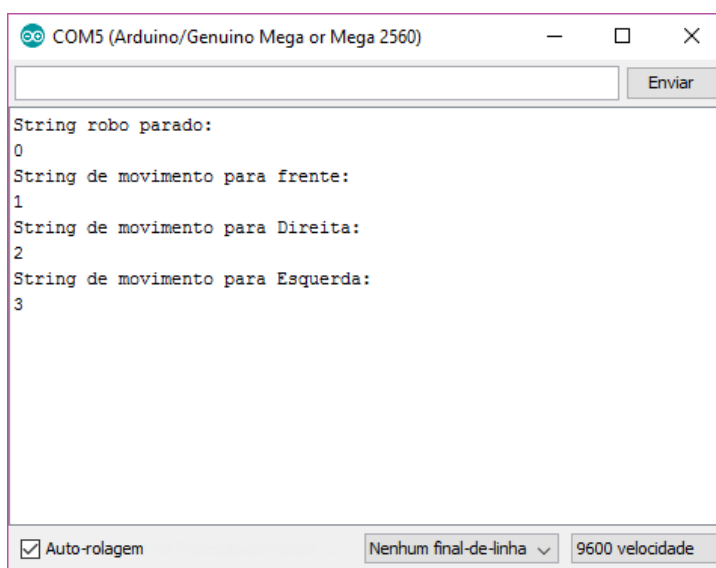 COM5 (Arduino/Genuino Mega or Mega 2560)
Enviar
String robo parado:
0
String de movimento para frente:
1
String de movimento para Direita:
2
String de movimento para Esquerda:
3
Auto-rolagem
Nenhum final-de-linha
9600 velocidade